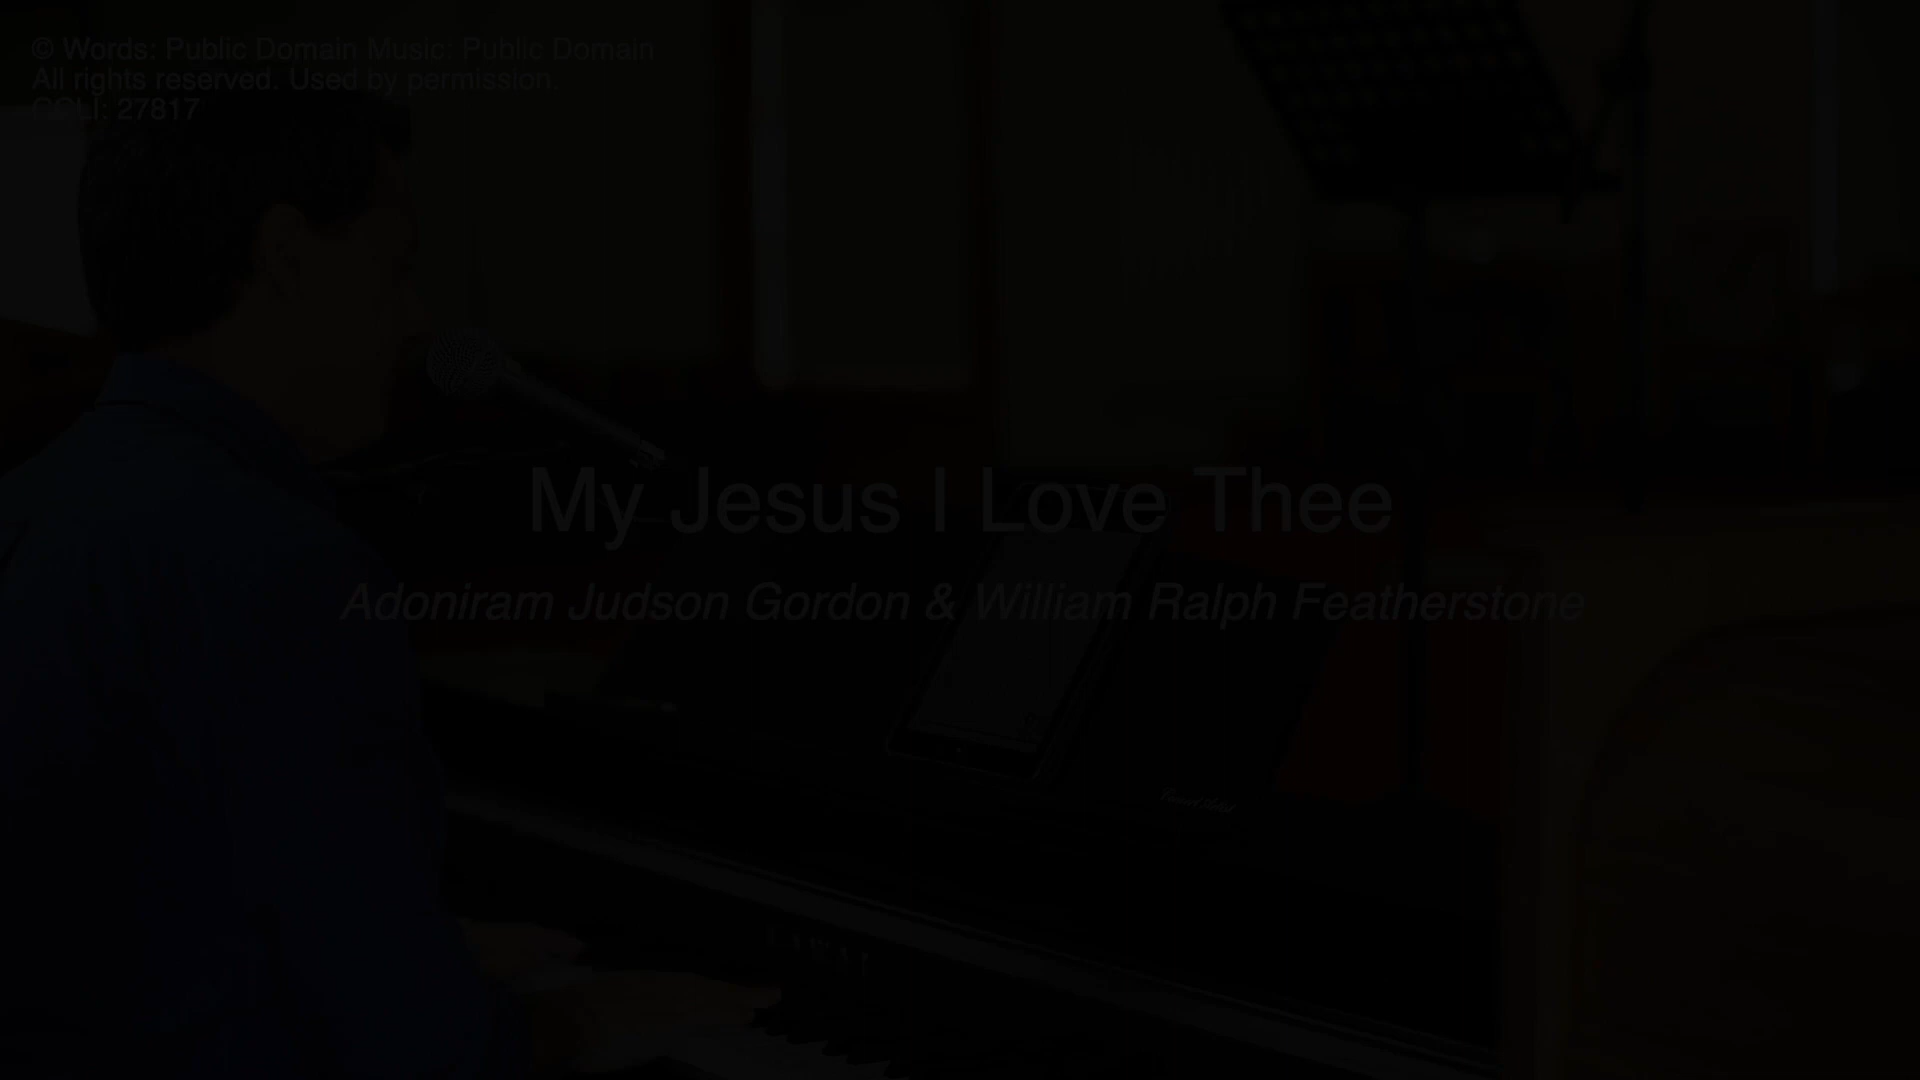 © Words: Public Domain Music: Public Domain
All rights reserved. Used by permission.
CCLI: 27817
My Jesus I Love Thee
Adoniram Judson Gordon & William Ralph Featherstone
KAWAI